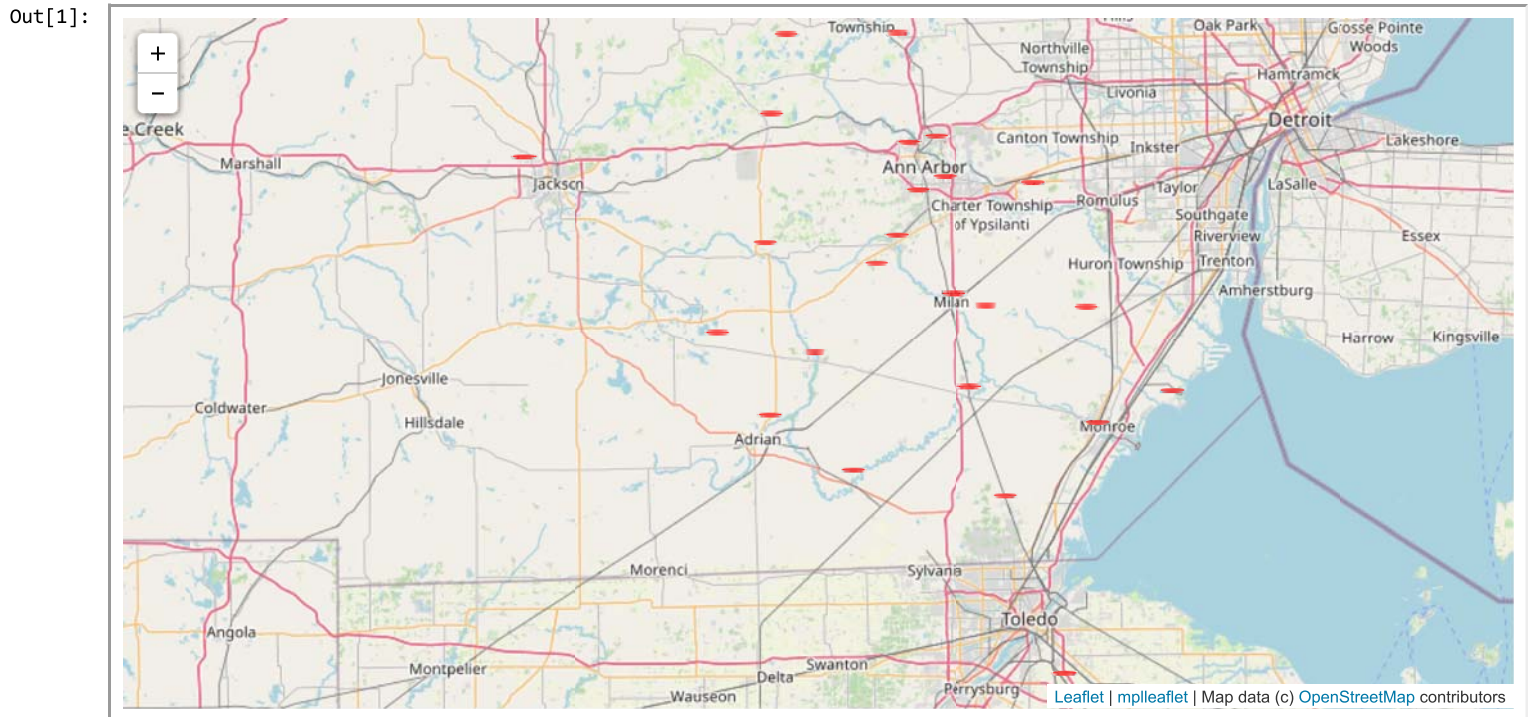 Out[1]:
+
−
Township
Oak Park
Grosse Pointe
Woods
Northville
Township
Hamtramck
Livonia
Detroit
e Creek
Canton Township
Inkster
Lakeshore
Marshall
Ann Arbor
Jackson
Taylor
LaSalle
Romulus
Charter Township
of Ypsilanti
Southgate
Riverview
Essex
Huron Township
Trenton
Amherstburg
Milan
Harrow
Kingsville
Jonesville
Coldwater
Hillsdale
Adrian
Monroe
Morenci
Sylvania
Toledo
Angola
Montpelier
Swanton
Delta
Perrysburg
Wauseon
Leaflet | mplleaflet | Map data (c) OpenStreetMap contributors